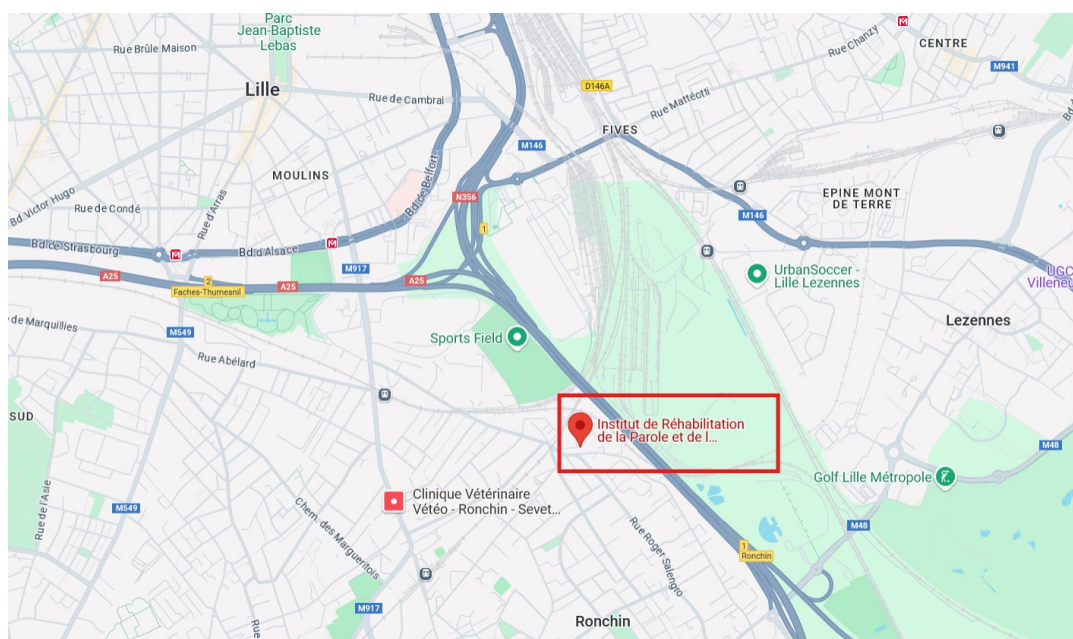 Parc
Jean-Baptiste
Lebas
Rue Brûle Maison
Rue Chanzy
M
CENTRE
M941
Lille
Rue de Cambrai
D146A
Rue Mattéotti
FIVES
M146
MOULINS
Bd Victor Hugo
Rue de Condé
Rue d'Arras
Bd de Belfort
N356
1
EPINE MONT
DE TERRE
M146
Bd de Strasbourg
M
Bd d'Alsace
M
M917
A25
2
Faches-Thumesnil
A25
A25
UrbanSoccer -
Lille Lezennes
UGC
Villeneu
Lezennes
M549
Rue Abélard
Sports Field
SUD
Institut de Réhabilitation
de la Parole et de l...
M48
Golf Lille Métropole
Clinique Vétérinaire
Vétéo - Ronchin - Sevet...
Rue de l'Asie
M549
Chem. des Margueritois
Rue Roger Salengro
M48
1
Ronchin
M917
Rue
Ronchin